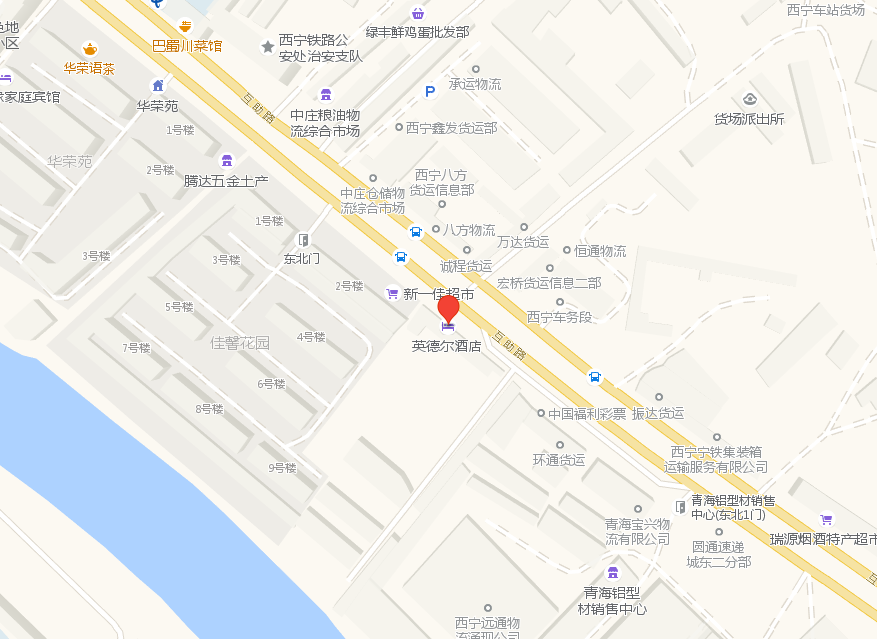 西宁车站货场
绿丰鲜鸡蛋批发部
小区
巴蜀川菜馆
西宁铁路公
安处治安支队
华荣语茶
家庭宾馆
华荣苑
承运物流
P
互助路
中庄粮油物
流综合市场
西宁鑫发货运部
货场派出所
1号楼
华荣苑
2号楼
腾达五金土产
西宁八方
货运信息部
中庄仓储物
流综合市场
1号楼
八方物流
万达货运
恒通物流
东北门
3号楼
3号楼
诚程货运
宏桥货运信息二部
2号楼
新一佳超市
5号楼
西宁车务段
佳馨花园
4号楼
英德尔酒店
互助路
7号楼
6号楼
8号楼
中国福利彩票
振达货运
环通货运
西宁宁铁集装箱
运输服务有限公司
9号楼
青海铝型材销售
中心(东北1门)
青海宝兴物
流有限公司
瑞源烟酒特产超市
圆通速递
城东二分部
青海铝型
材销售中心
西宁远通物